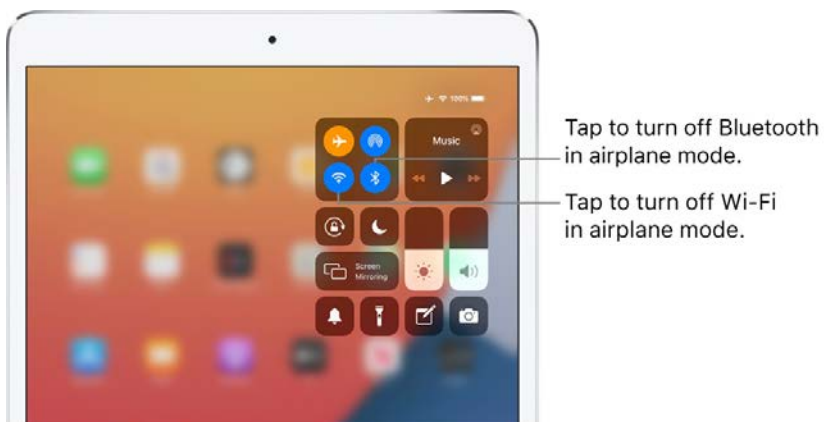 100%
Music
Tap to turn off Bluetooth
in airplane mode.
Tap to turn off Wi-Fi
in airplane mode.
Screen
Mirroring